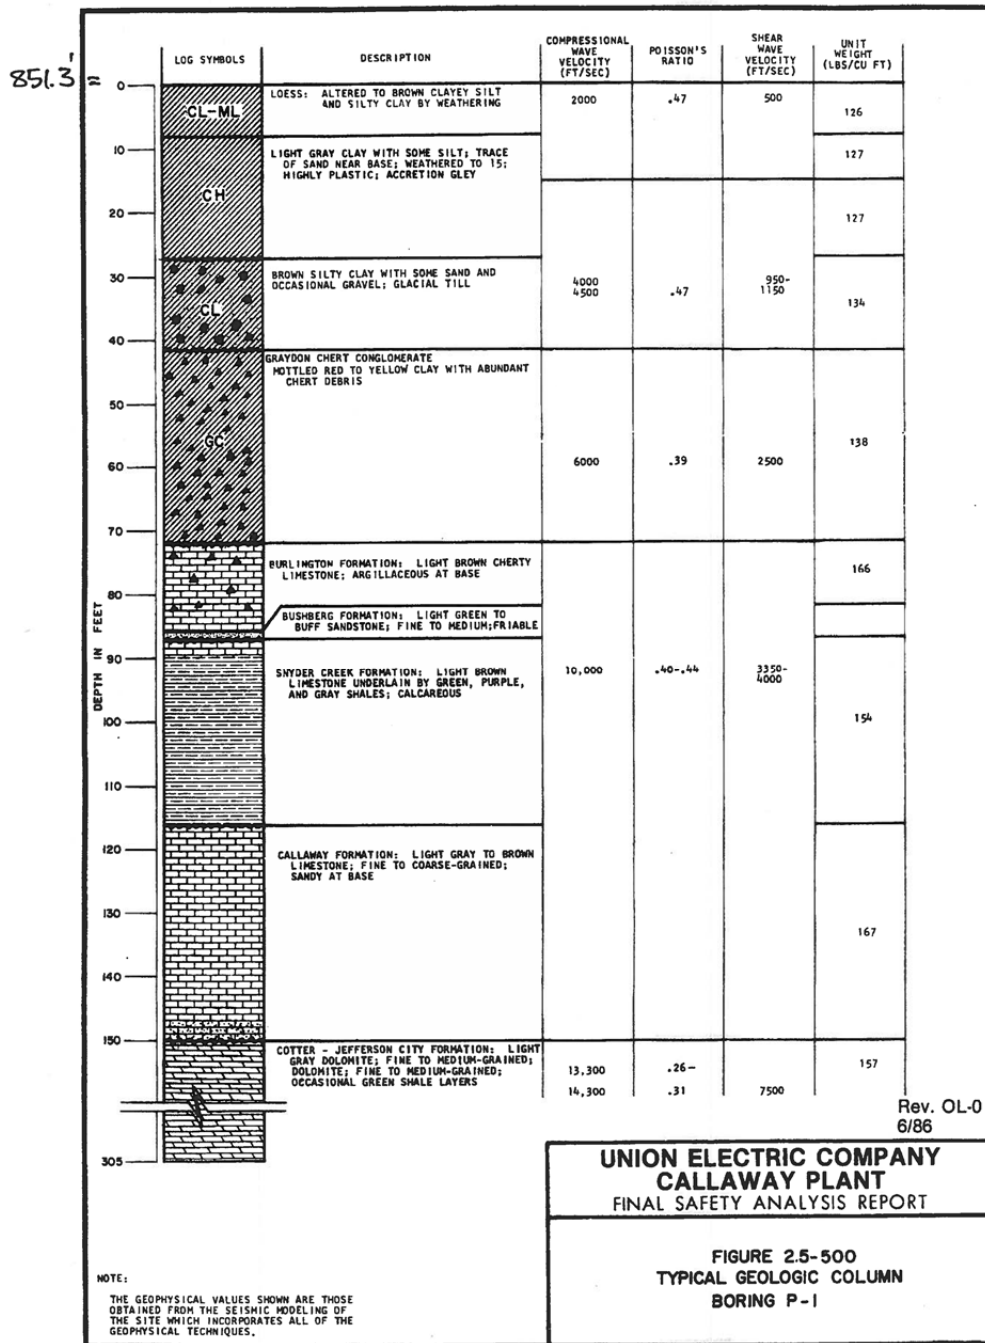 851.3' =
LOG SYMBOLS
DESCRIPTION
COMPRESSIONAL
WAVE
VELOCITY
(FT/SEC)
POISSON'S
RATIO
SHEAR
WAVE
VELOCITY
(FT/SEC)
UNIT
WEIGHT
(LBS/CU FT)
0
CL-ML
LOESS: ALTERED TO BROWN CLAYEY SILT
AND SILTY CLAY BY WEATHERING
2000
.47
500
126
10
LIGHT GRAY CLAY WITH SOME SILT; TRACE
OF SAND NEAR BASE; WEATHERED TO 15;
HIGHLY PLASTIC; ACCRETION GLEY
127
CH
20
127
30
BROWN SILTY CLAY WITH SOME SAND AND
OCCASIONAL GRAVEL; GLACIAL TILL
4000
4500
.47
950-
1150
134
CL
40
GRAYDON CHERT CONGLOMERATE
MOTTLED RED TO YELLOW CLAY WITH ABUNDANT
CHERT DEBRIS
50
GC
138
60
6000
.39
2500
70
BURLINGTON FORMATION: LIGHT BROWN CHERTY
LIMESTONE; ARGILLACEOUS AT BASE
166
80
BUSHBERG FORMATION: LIGHT GREEN TO
BUFF SANDSTONE; FINE TO MEDIUM;FRIABLE
DEPTH IN FEET
90
SNYDER CREEK FORMATION: LIGHT BROWN
LIMESTONE UNDERLAIN BY GREEN, PURPLE,
AND GRAY SHALES; CALCAREOUS
10,000
.40-.44
3350-
4000
100
154
110
120
CALLAWAY FORMATION: LIGHT GRAY TO BROWN
LIMESTONE; FINE TO COARSE-GRAINED;
SANDY AT BASE
130
167
140
150
COTTER - JEFFERSON CITY FORMATION: LIGHT
GRAY DOLOMITE; FINE TO MEDIUM-GRAINED;
DOLOMITE; FINE TO MEDIUM-GRAINED;
OCCASIONAL GREEN SHALE LAYERS
13,300
.26-
157
14,300
.31
7500
305
Rev. OL-0
6/86
UNION ELECTRIC COMPANY
CALLAWAY PLANT
FINAL SAFETY ANALYSIS REPORT
FIGURE 2.5-500
TYPICAL GEOLOGIC COLUMN
BORING P-1
NOTE:
THE GEOPHYSICAL VALUES SHOWN ARE THOSE
OBTAINED FROM THE SEISMIC MODELING OF
THE SITE WHICH INCORPORATES ALL OF THE
GEOPHYSICAL TECHNIQUES.